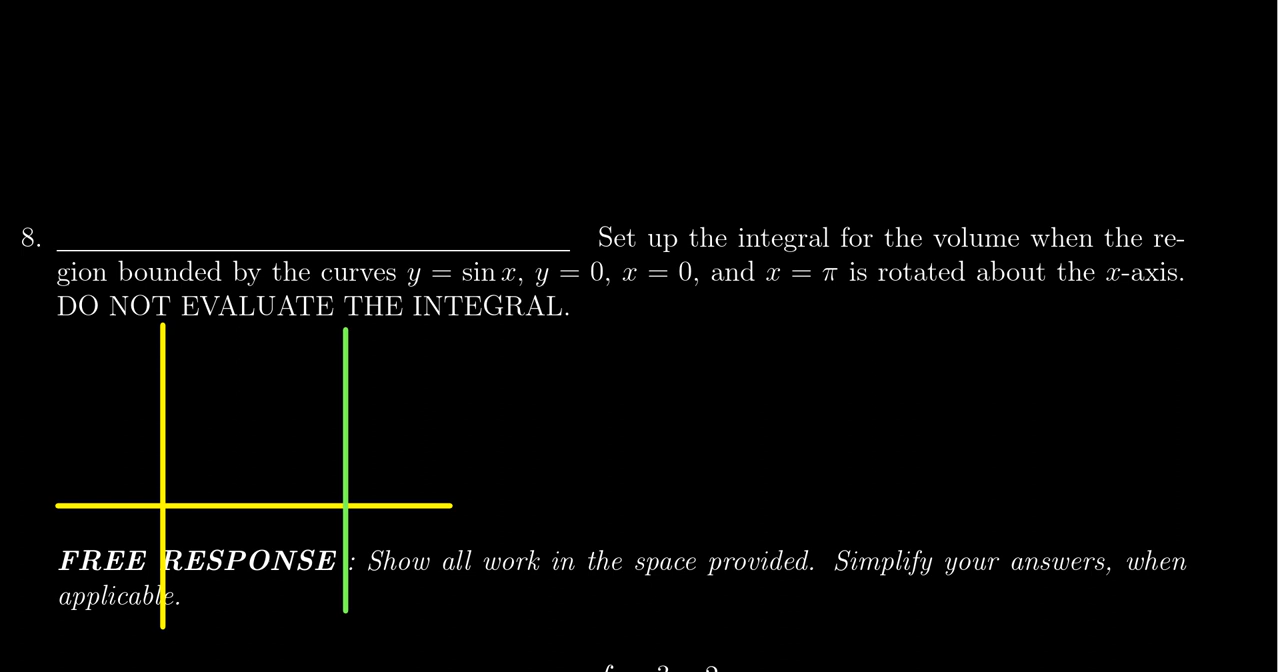 8. ______________________________ Set up the integral for the volume when the re-
gion bounded by the curves y = sin x, y = 0, x = 0, and x = π is rotated about the x-axis.
DO NOT EVALUATE THE INTEGRAL.
FREE RESPONSE : Show all work in the space provided. Simplify your answers, when
applicable.